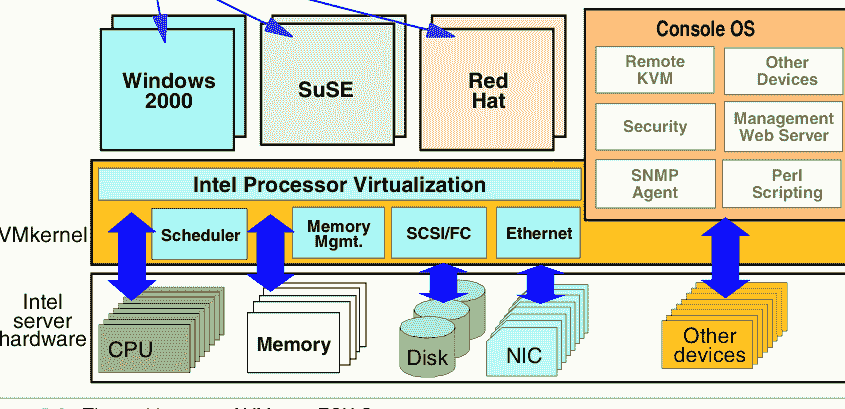 Console OS
Windows
2000
SuSE
Red
Hat
Remote
KVM
Other
Devices
Security
Management
Web Server
SNMP
Agent
Perl
Scripting
Intel Processor Virtualization
VMkernel
Scheduler
Memory
Mgmt.
SCSI/FC
Ethernet
Intel
server
hardware
CPU
Memory
Disk
NIC
Other
devices